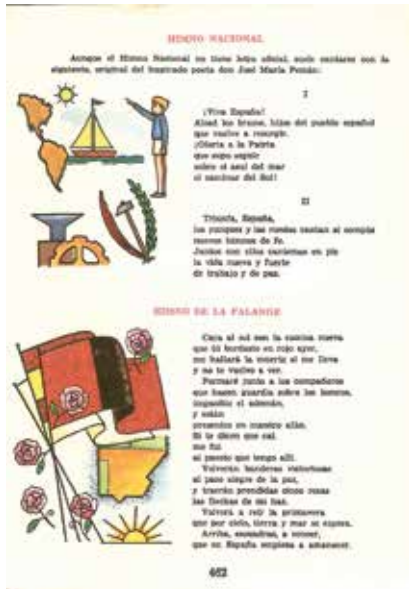 HIMNO NACIONAL
Aunque el Himno Nacional no tiene letra oficial, suele cantarse con la
siguiente, original del inspirado poeta don José María Pemán:
I
¡Viva España!
Alzad los brazos, hijos del pueblo español
que vuelve a resurgir.
¡Gloria a la Patria
que supo seguir
sobre el azul del mar
el caminar del Sol!
II
Triunfa, España,
los yunques y las ruedas cantan al compás
nuevos himnos de fe.
Juntos con ellos cantemos en pie
la vida nueva y fuerte
de trabajo y de paz.
HIMNO DE LA FALANGE
Cara al sol con la camisa nueva
que tú bordaste en rojo ayer,
me hallará la muerte si me lleva
y no te vuelvo a ver.
Formaré junto a los compañeros
que hacen guardia sobre los luceros,
impasible el ademán,
y están
presentes en nuestro afán.
Si te dicen que caí,
me fui
al puesto que tengo allí.
Volverán banderas victoriosas
al paso alegre de la paz,
y traerán prendidas cinco rosas
las flechas de mi haz.
Volverá a reír la primavera
que por cielo, tierra y mar se espera.
Arriba, escuadras, a vencer,
que en España empieza a amanecer.
462